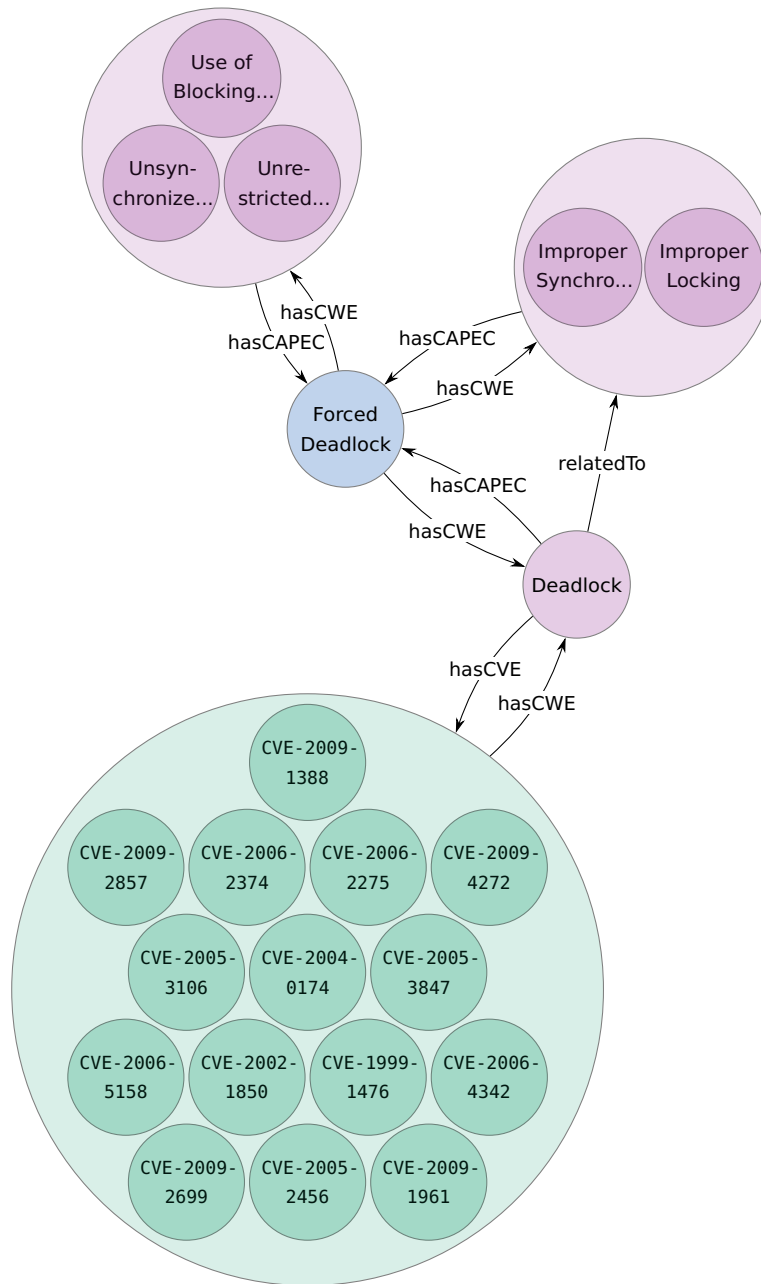 Use of
Blocking...
Unsyn-
chronize...
Unre-
stricted...
Improper
Synchro...
Improper
Locking
hasCWE
hasCAPEC
hasCAPEC
hasCWE
Forced
Deadlock
relatedTo
hasCAPEC
hasCWE
Deadlock
hasCVE
hasCWE
CVE-2009-
1388
CVE-2009-
2857
CVE-2006-
2374
CVE-2006-
2275
CVE-2009-
4272
CVE-2005-
3106
CVE-2004-
0174
CVE-2005-
3847
CVE-2006-
5158
CVE-2002-
1850
CVE-1999-
1476
CVE-2006-
4342
CVE-2009-
2699
CVE-2005-
2456
CVE-2009-
1961